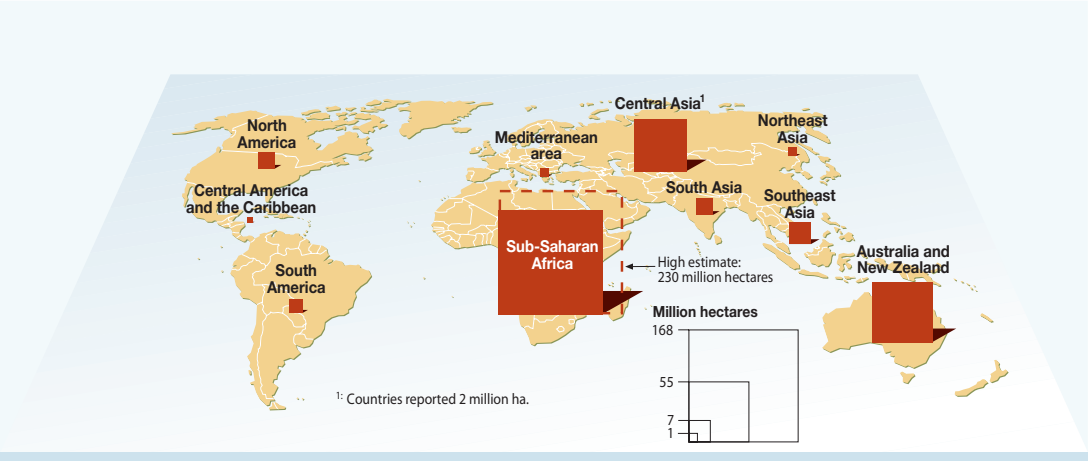 Central Asia¹
North
America
Northeast
Asia
Mediterranean
area
Central America
and the Caribbean
South Asia
Southeast
Asia
Sub-Saharan
Africa
High estimate:
230 million hectares
Australia and
New Zealand
South
America
Million hectares
168
55
7
1
1: Countries reported 2 million ha.